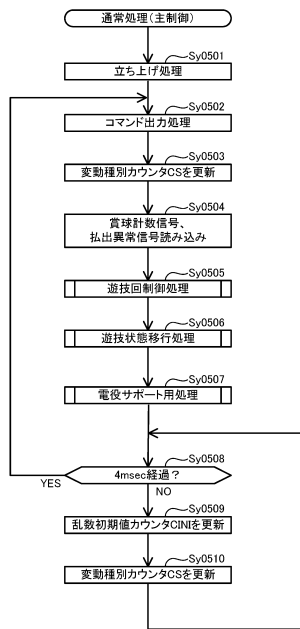 通常処理(主制御)
Sy0501
立ち上げ処理
Sy0502
コマンド出力処理
Sy0503
変動種別カウンタCSを更新
Sy0504
賞球計数信号、
払出異常信号読み込み
Sy0505
遊技回制御処理
Sy0506
遊技状態移行処理
Sy0507
電役サポート用処理
Sy0508
4msec経過?
YES
NO
Sy0509
乱数初期値カウンタCINIを更新
Sy0510
変動種別カウンタCSを更新